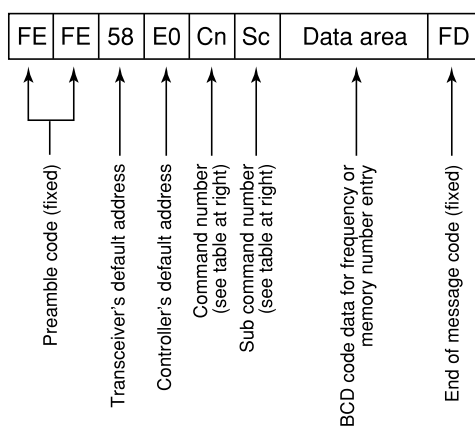 FE FE 58 E0 Cn Sc Data area FD
Preamble code (fixed)
Transceiver's default address
Controller's default address
Command number
(see table at right)
Sub command number
(see table at right)
BCD code data for frequency or
memory number entry
End of message code (fixed)